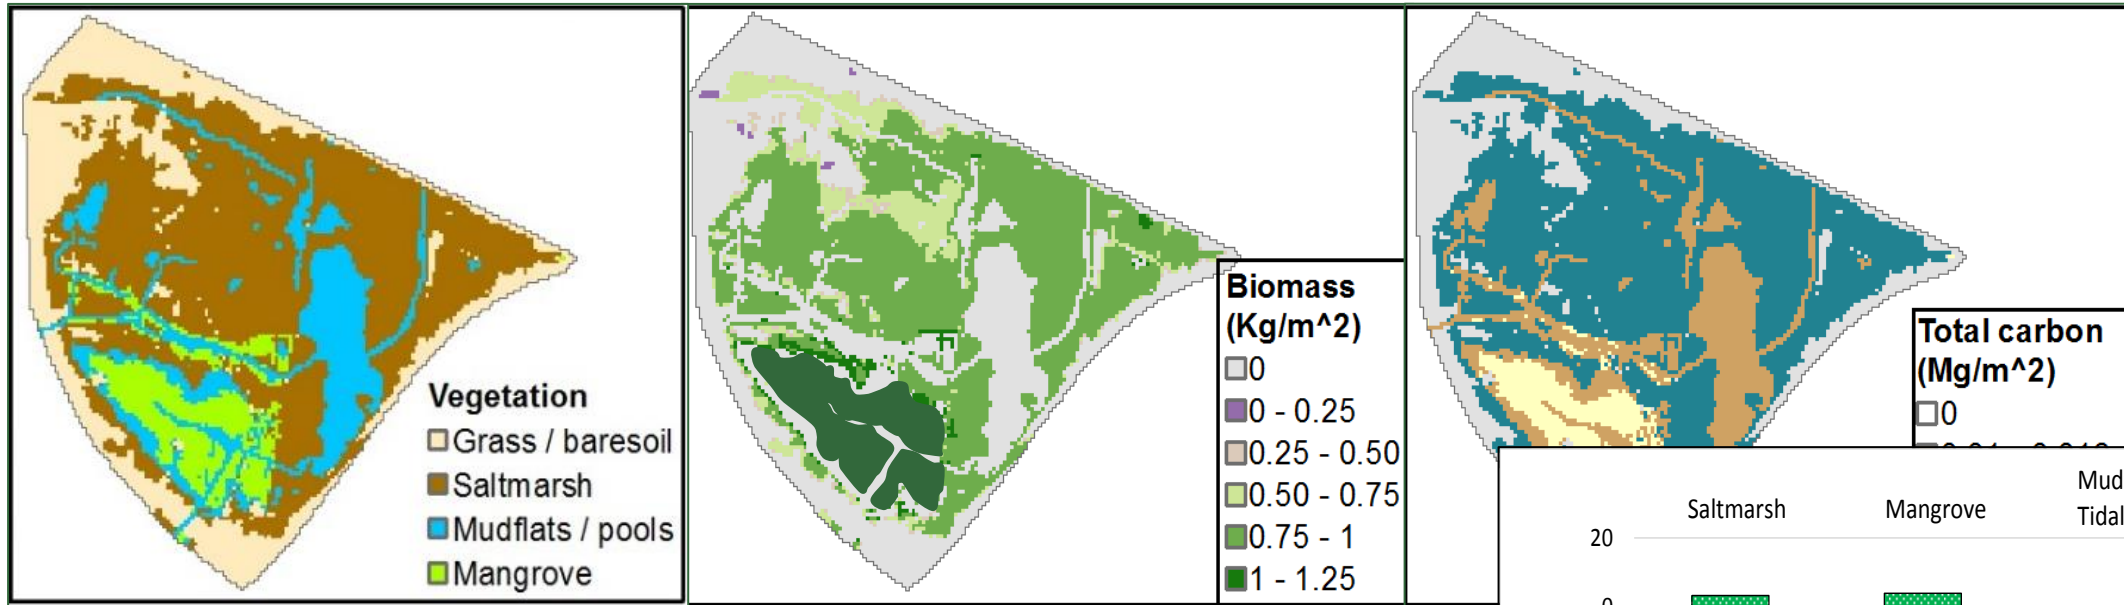 Vegetation
Grass / baresoil
Saltmarsh
Mudflats / pools
Mangrove
Biomass
(Kg/m^2)
0
0 - 0.25
0.25 - 0.50
0.50 - 0.75
0.75 - 1
1 - 1.25
Total carbon
(Mg/m^2)
0
Saltmarsh
Mangrove
Mud
Tidal
20
0